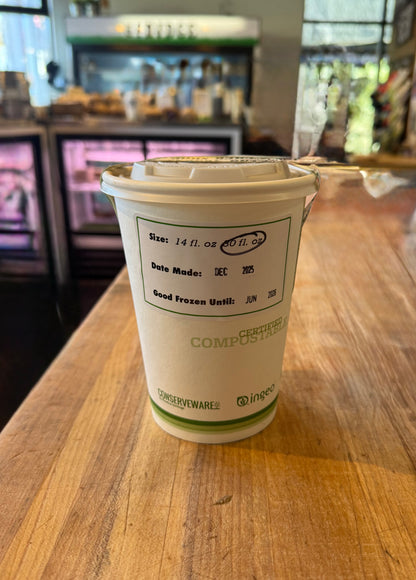 Size: 14 fl. oz 30 fl. oz
Date Made: DEC 2025
Good Frozen Until: JUN 2026
CERTIFIED
COMPOSTABLE
CONSERVEWARE
ingeo